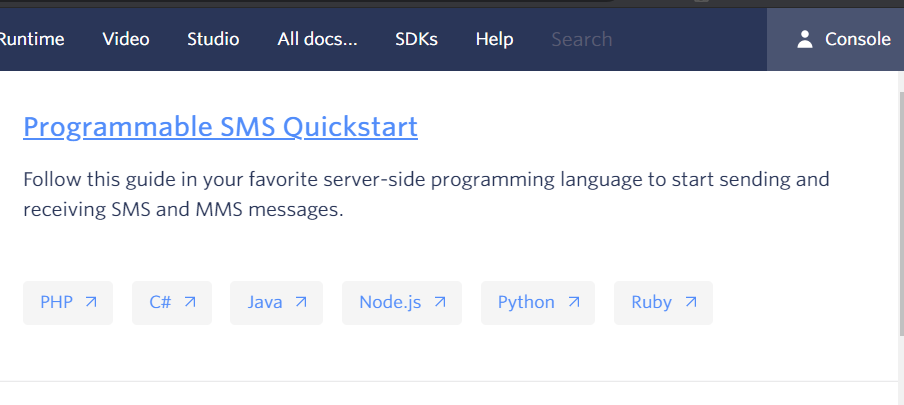 Runtime Video Studio All docs... SDKs Help Search Console
Programmable SMS Quickstart
Follow this guide in your favorite server-side programming language to start sending and
receiving SMS and MMS messages.
PHP C# Java Node.js Python Ruby